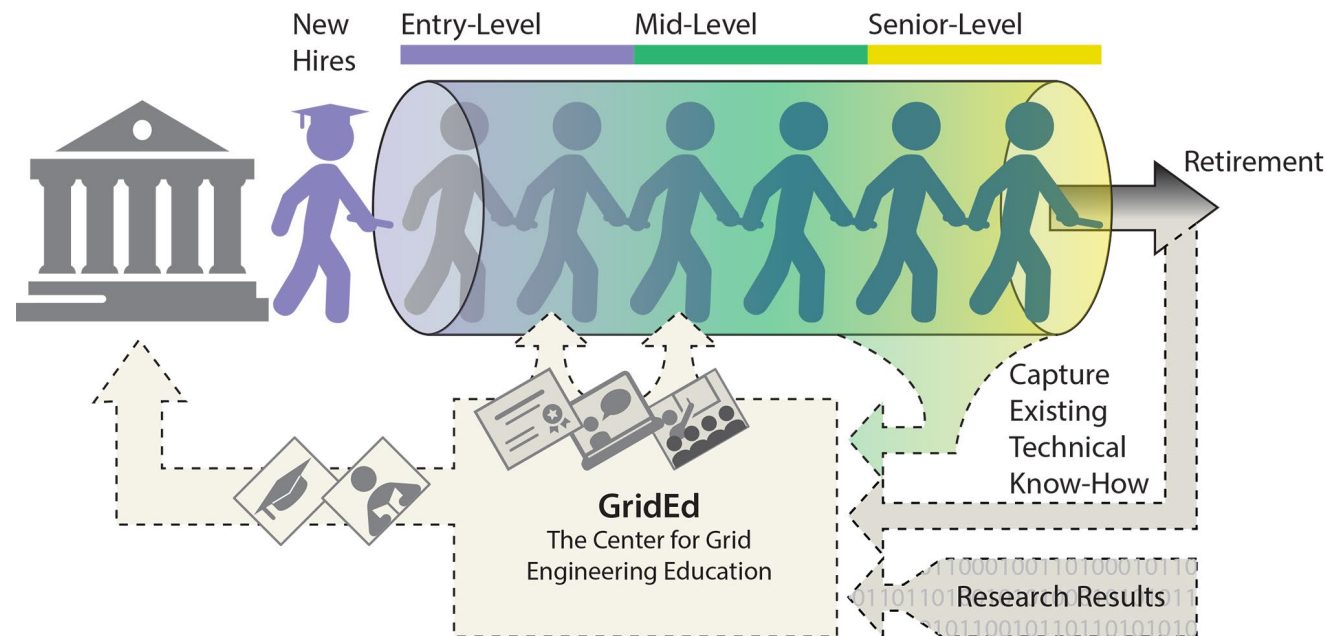 New
Hires
Entry-Level
Mid-Level
Senior-Level
Retirement
Capture
Existing
Technical
Know-How
GridEd
The Center for Grid
Engineering Education
Research Results